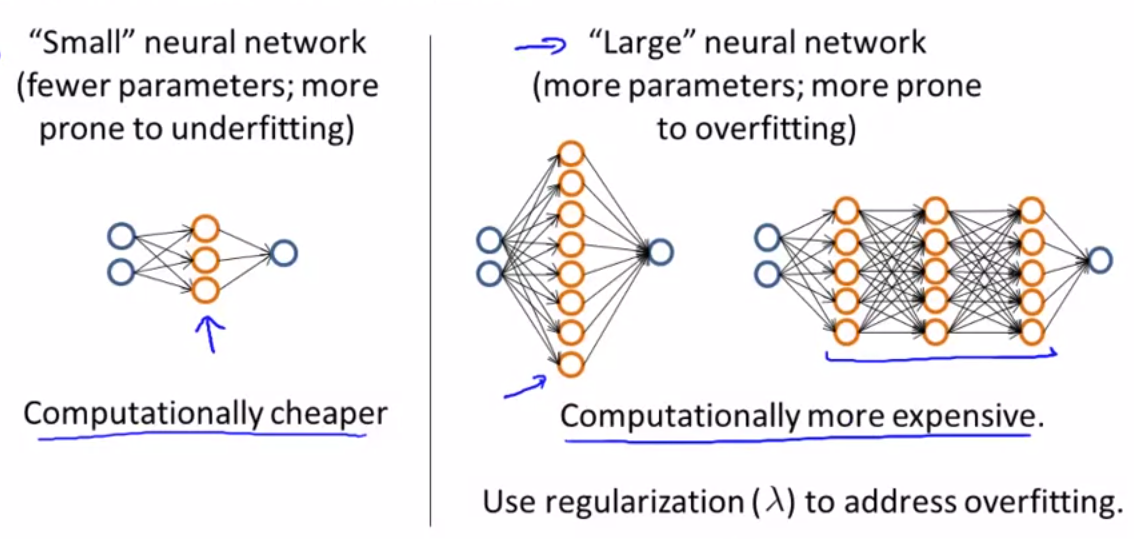 “Small” neural network
(fewer parameters; more
prone to underfitting)
Computationally cheaper
“Large” neural network
(more parameters; more prone
to overfitting)
Computationally more expensive.
Use regularization (λ) to address overfitting.